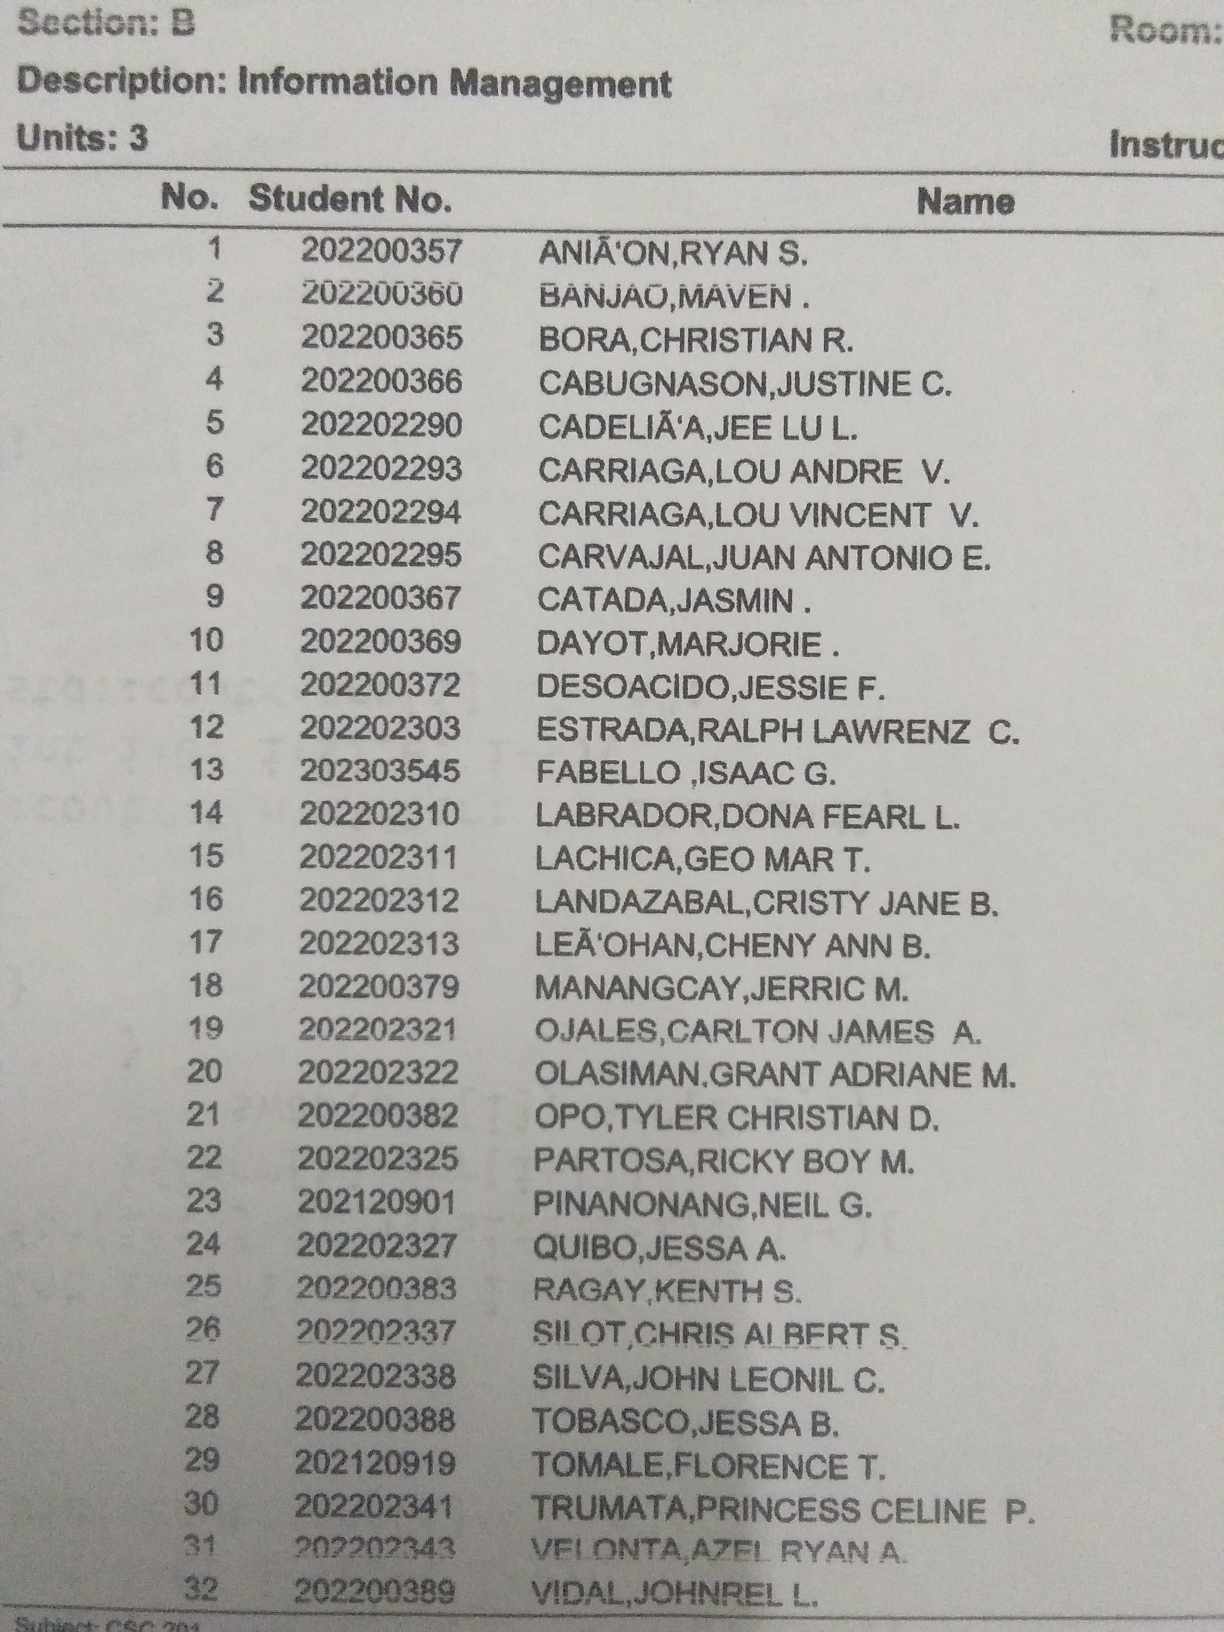 Section: B Room:
Description: Information Management
Units: 3 Instruc
No. Student No. Name
1 202200357 ANIÃ'ON,RYAN S.
2 202200360 BANJAO,MAVEN .
3 202200365 BORA,CHRISTIAN R.
4 202200366 CABUGNASON,JUSTINE C.
5 202202290 CADELIÃ'A,JEE LU L.
6 202202293 CARRIAGA,LOU ANDRE V.
7 202202294 CARRIAGA,LOU VINCENT V.
8 202202295 CARVAJAL,JUAN ANTONIO E.
9 202200367 CATADA,JASMIN .
10 202200369 DAYOT,MARJORIE .
11 202200372 DESOACIDO,JESSIE F.
12 202202303 ESTRADA,RALPH LAWRENZ C.
13 202303545 FABELLO ,ISAAC G.
14 202202310 LABRADOR,DONA FEARL L.
15 202202311 LACHICA,GEO MAR T.
16 202202312 LANDAZABAL,CRISTY JANE B.
17 202202313 LEÃ'OHAN,CHENY ANN B.
18 202200379 MANANGCAY,JERRIC M.
19 202202321 OJALES,CARLTON JAMES A.
20 202202322 OLASIMAN,GRANT ADRIANE M.
21 202200382 OPO,TYLER CHRISTIAN D.
22 202202325 PARTOSA,RICKY BOY M.
23 202120901 PINANONANG,NEIL G.
24 202202327 QUIBO,JESSA A.
25 202200383 RAGAY,KENTH S.
26 202202337 SILOT,CHRIS ALBERT S.
27 202202338 SILVA,JOHN LEONIL C.
28 202200388 TOBASCO,JESSA B.
29 202120919 TOMALE,FLORENCE T.
30 202202341 TRUMATA,PRINCESS CELINE P.
31 202202343 VELONTA,AZEL RYAN A.
32 202200389 VIDAL,JOHNREL L.
Subject: CSC 201